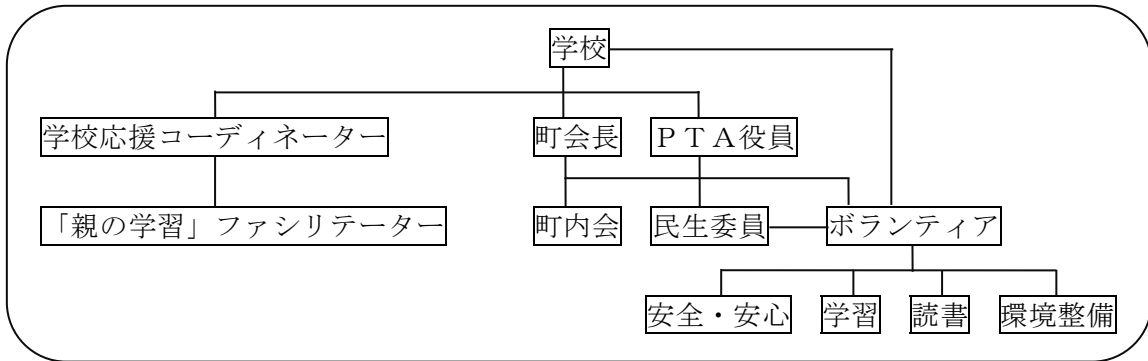 学校
学校応援コーディネーター
町会長
ＰＴＡ役員
「親の学習」ファシリテーター
町内会
民生委員
ボランティア
安全・安心
学習
読書
環境整備